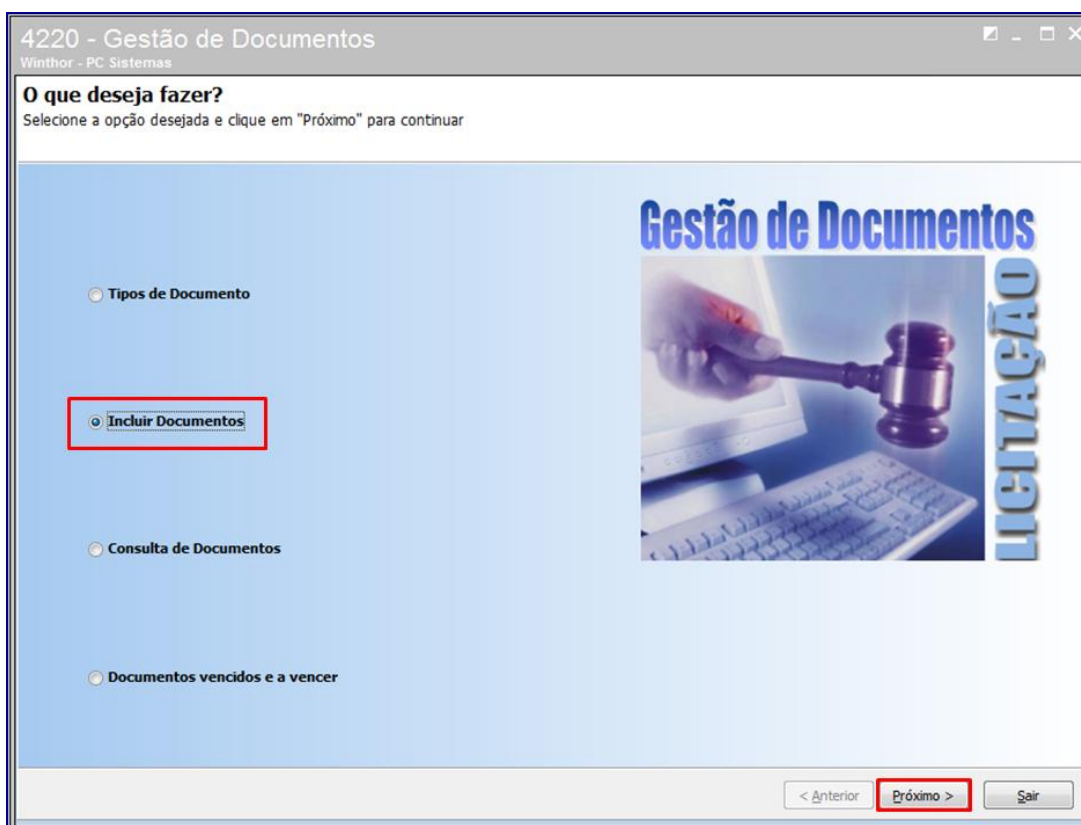 4220 - Gestão de Documentos
Winthor - PC Sistemas
O que deseja fazer?
Selecione a opção desejada e clique em "Próximo" para continuar
Gestão de Documentos
LICITAÇÃO
Tipos de Documento
Incluir Documentos
Consulta de Documentos
Documentos vencidos e a vencer
< Anterior
Próximo >
Sair